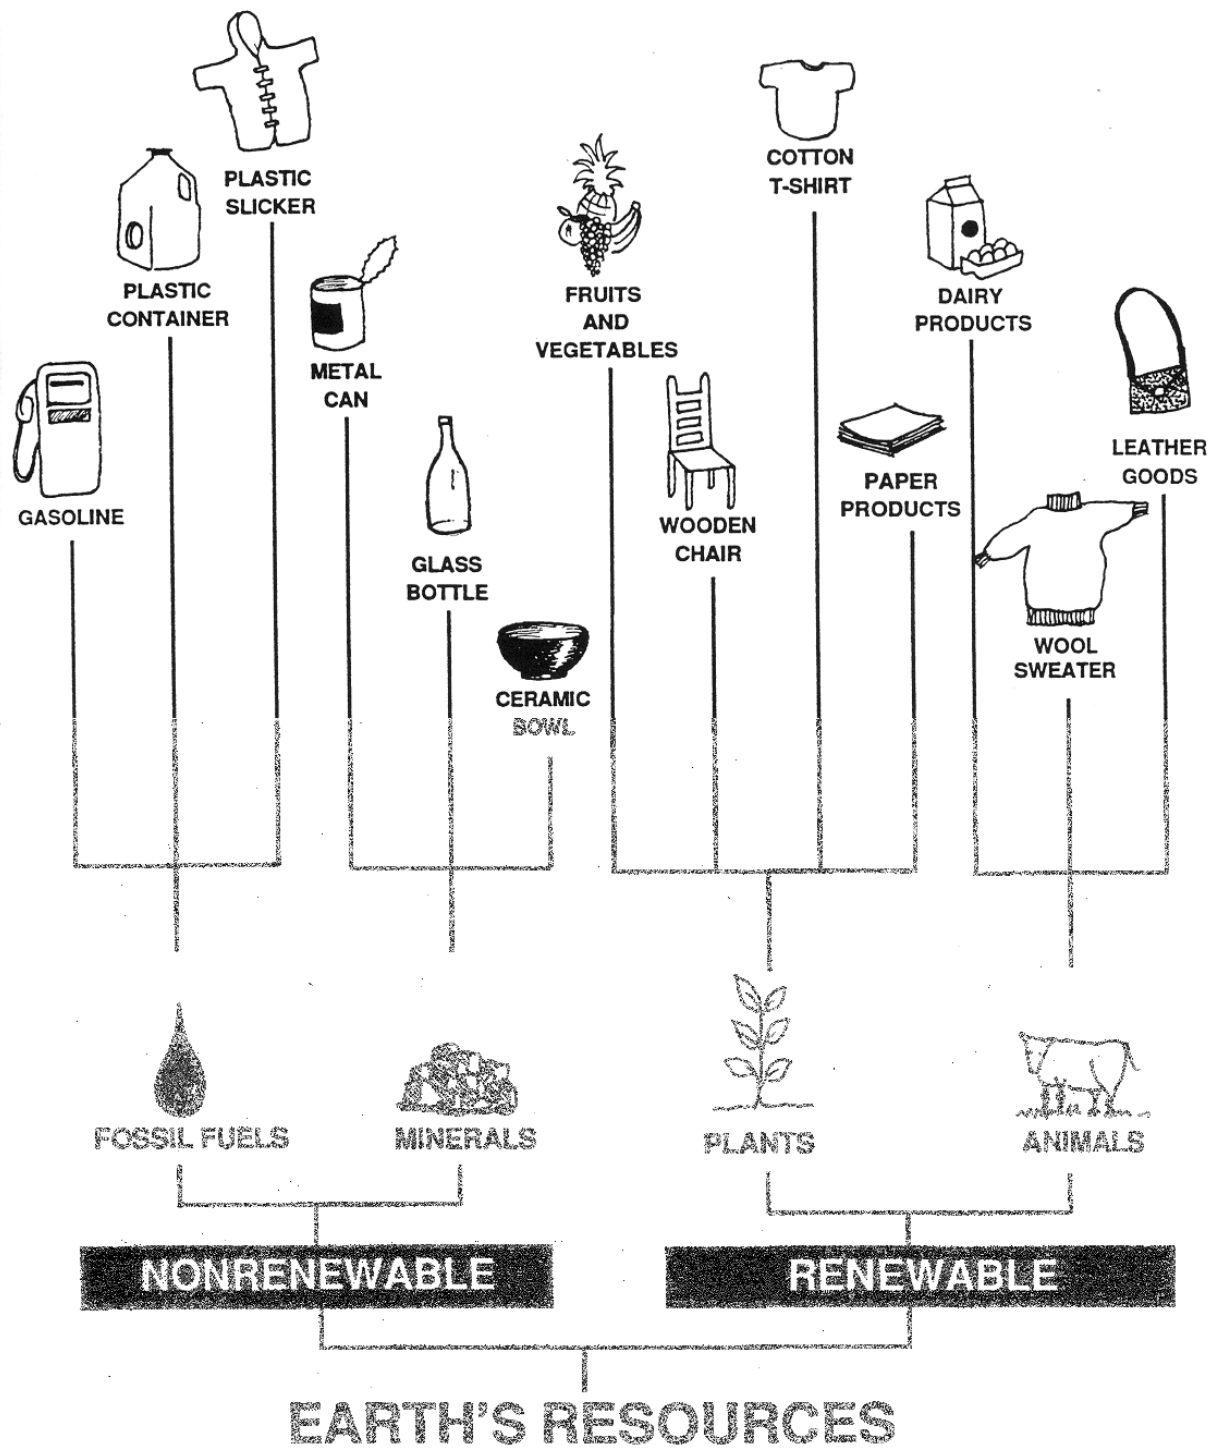 PLASTIC
SLICKER
COTTON
T-SHIRT
PLASTIC
CONTAINER
FRUITS
AND
VEGETABLES
DAIRY
PRODUCTS
METAL
CAN
LEATHER
GOODS
GASOLINE
PAPER
PRODUCTS
WOODEN
CHAIR
GLASS
BOTTLE
WOOL
SWEATER
CERAMIC
BOWL
FOSSIL FUELS
MINERALS
PLANTS
ANIMALS
NONRENEWABLE
RENEWABLE
EARTH'S RESOURCES